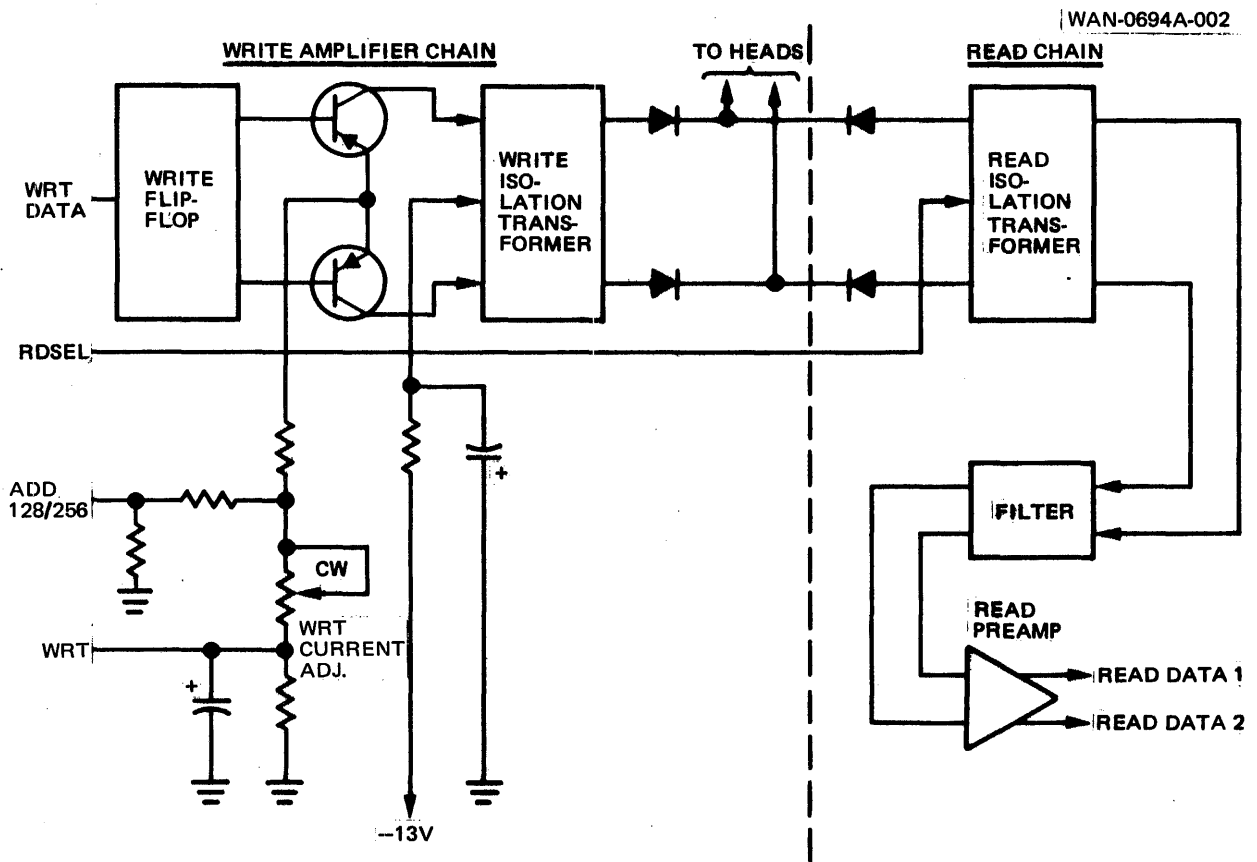 WAN-0694A-002
WRITE AMPLIFIER CHAIN
TO HEADS
READ CHAIN
WRT
DATA
WRITE
FLIP-
FLOP
WRITE
ISO-
LATION
TRANS-
FORMER
READ
ISO-
LATION
TRANS-
FORMER
RDSEL
ADD
128/256
+
CW
FILTER
WRT
WRT
CURRENT
ADJ.
+
READ
PREAMP
READ DATA 1
READ DATA 2
--13V